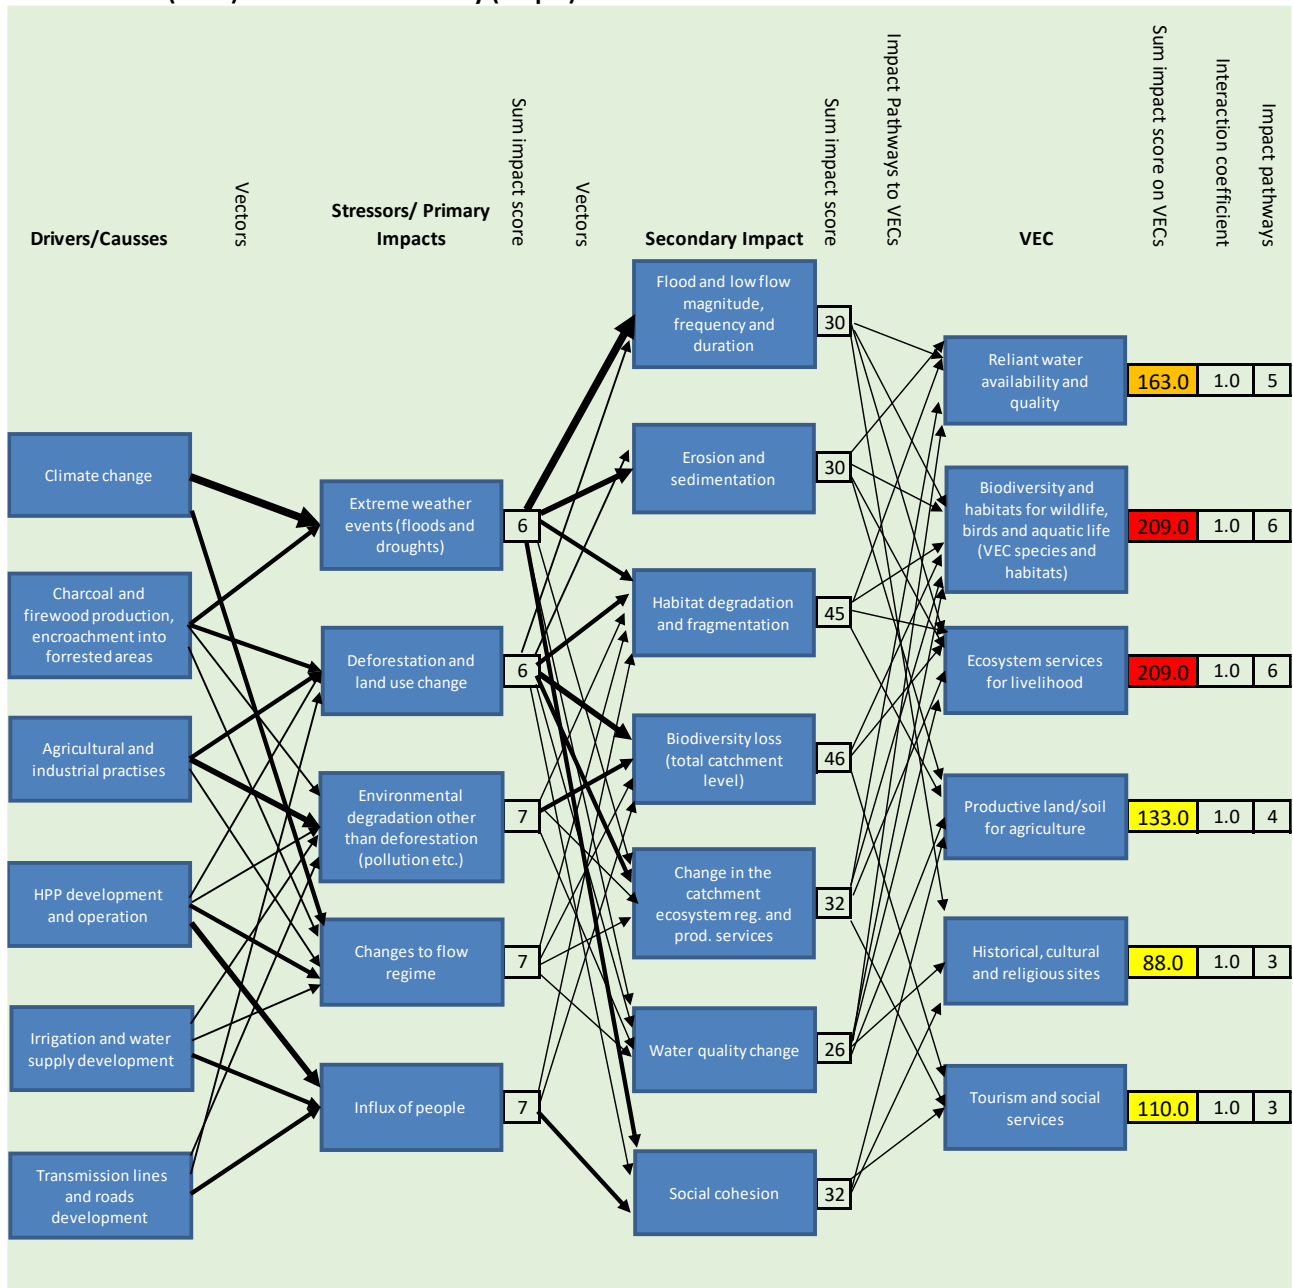 Sum impact score
Vectors
Sum impact score
Impact Pathways to VECs
Sum impact score on VECs
Interaction coefficient
Impact pathways
Vectors
Drivers/Causses
Stressors/ Primary
Impacts
Secondary Impact
VEC
Climate change
Charcoal and
firewood production,
encroachment into
forrested areas
Agricultural and
industrial practises
HPP development
and operation
Irrigation and water
supply development
Transmission lines
and roads
development
Extreme weather
events (floods and
droughts)
6
Deforestation and
land use change
6
Environmental
degradation other
than deforestation
(pollution etc.)
7
Changes to flow
regime
7
Influx of people
7
Flood and low flow
magnitude,
frequency and
duration
30
Erosion and
sedimentation
30
Habitat degradation
and fragmentation
45
Biodiversity loss
(total catchment
level)
46
Change in the
catchment
ecosystem reg. and
prod. services
32
Water quality change
26
Social cohesion
32
Reliant water
availability and
quality
163.0 1.0 5
Biodiversity and
habitats for wildlife,
birds and aquatic life
(VEC species and
habitats)
209.0 1.0 6
Ecosystem services
for livelihood
209.0 1.0 6
Productive land/soil
for agriculture
133.0 1.0 4
Historical, cultural
and religious sites
88.0 1.0 3
Tourism and social
services
110.0 1.0 3